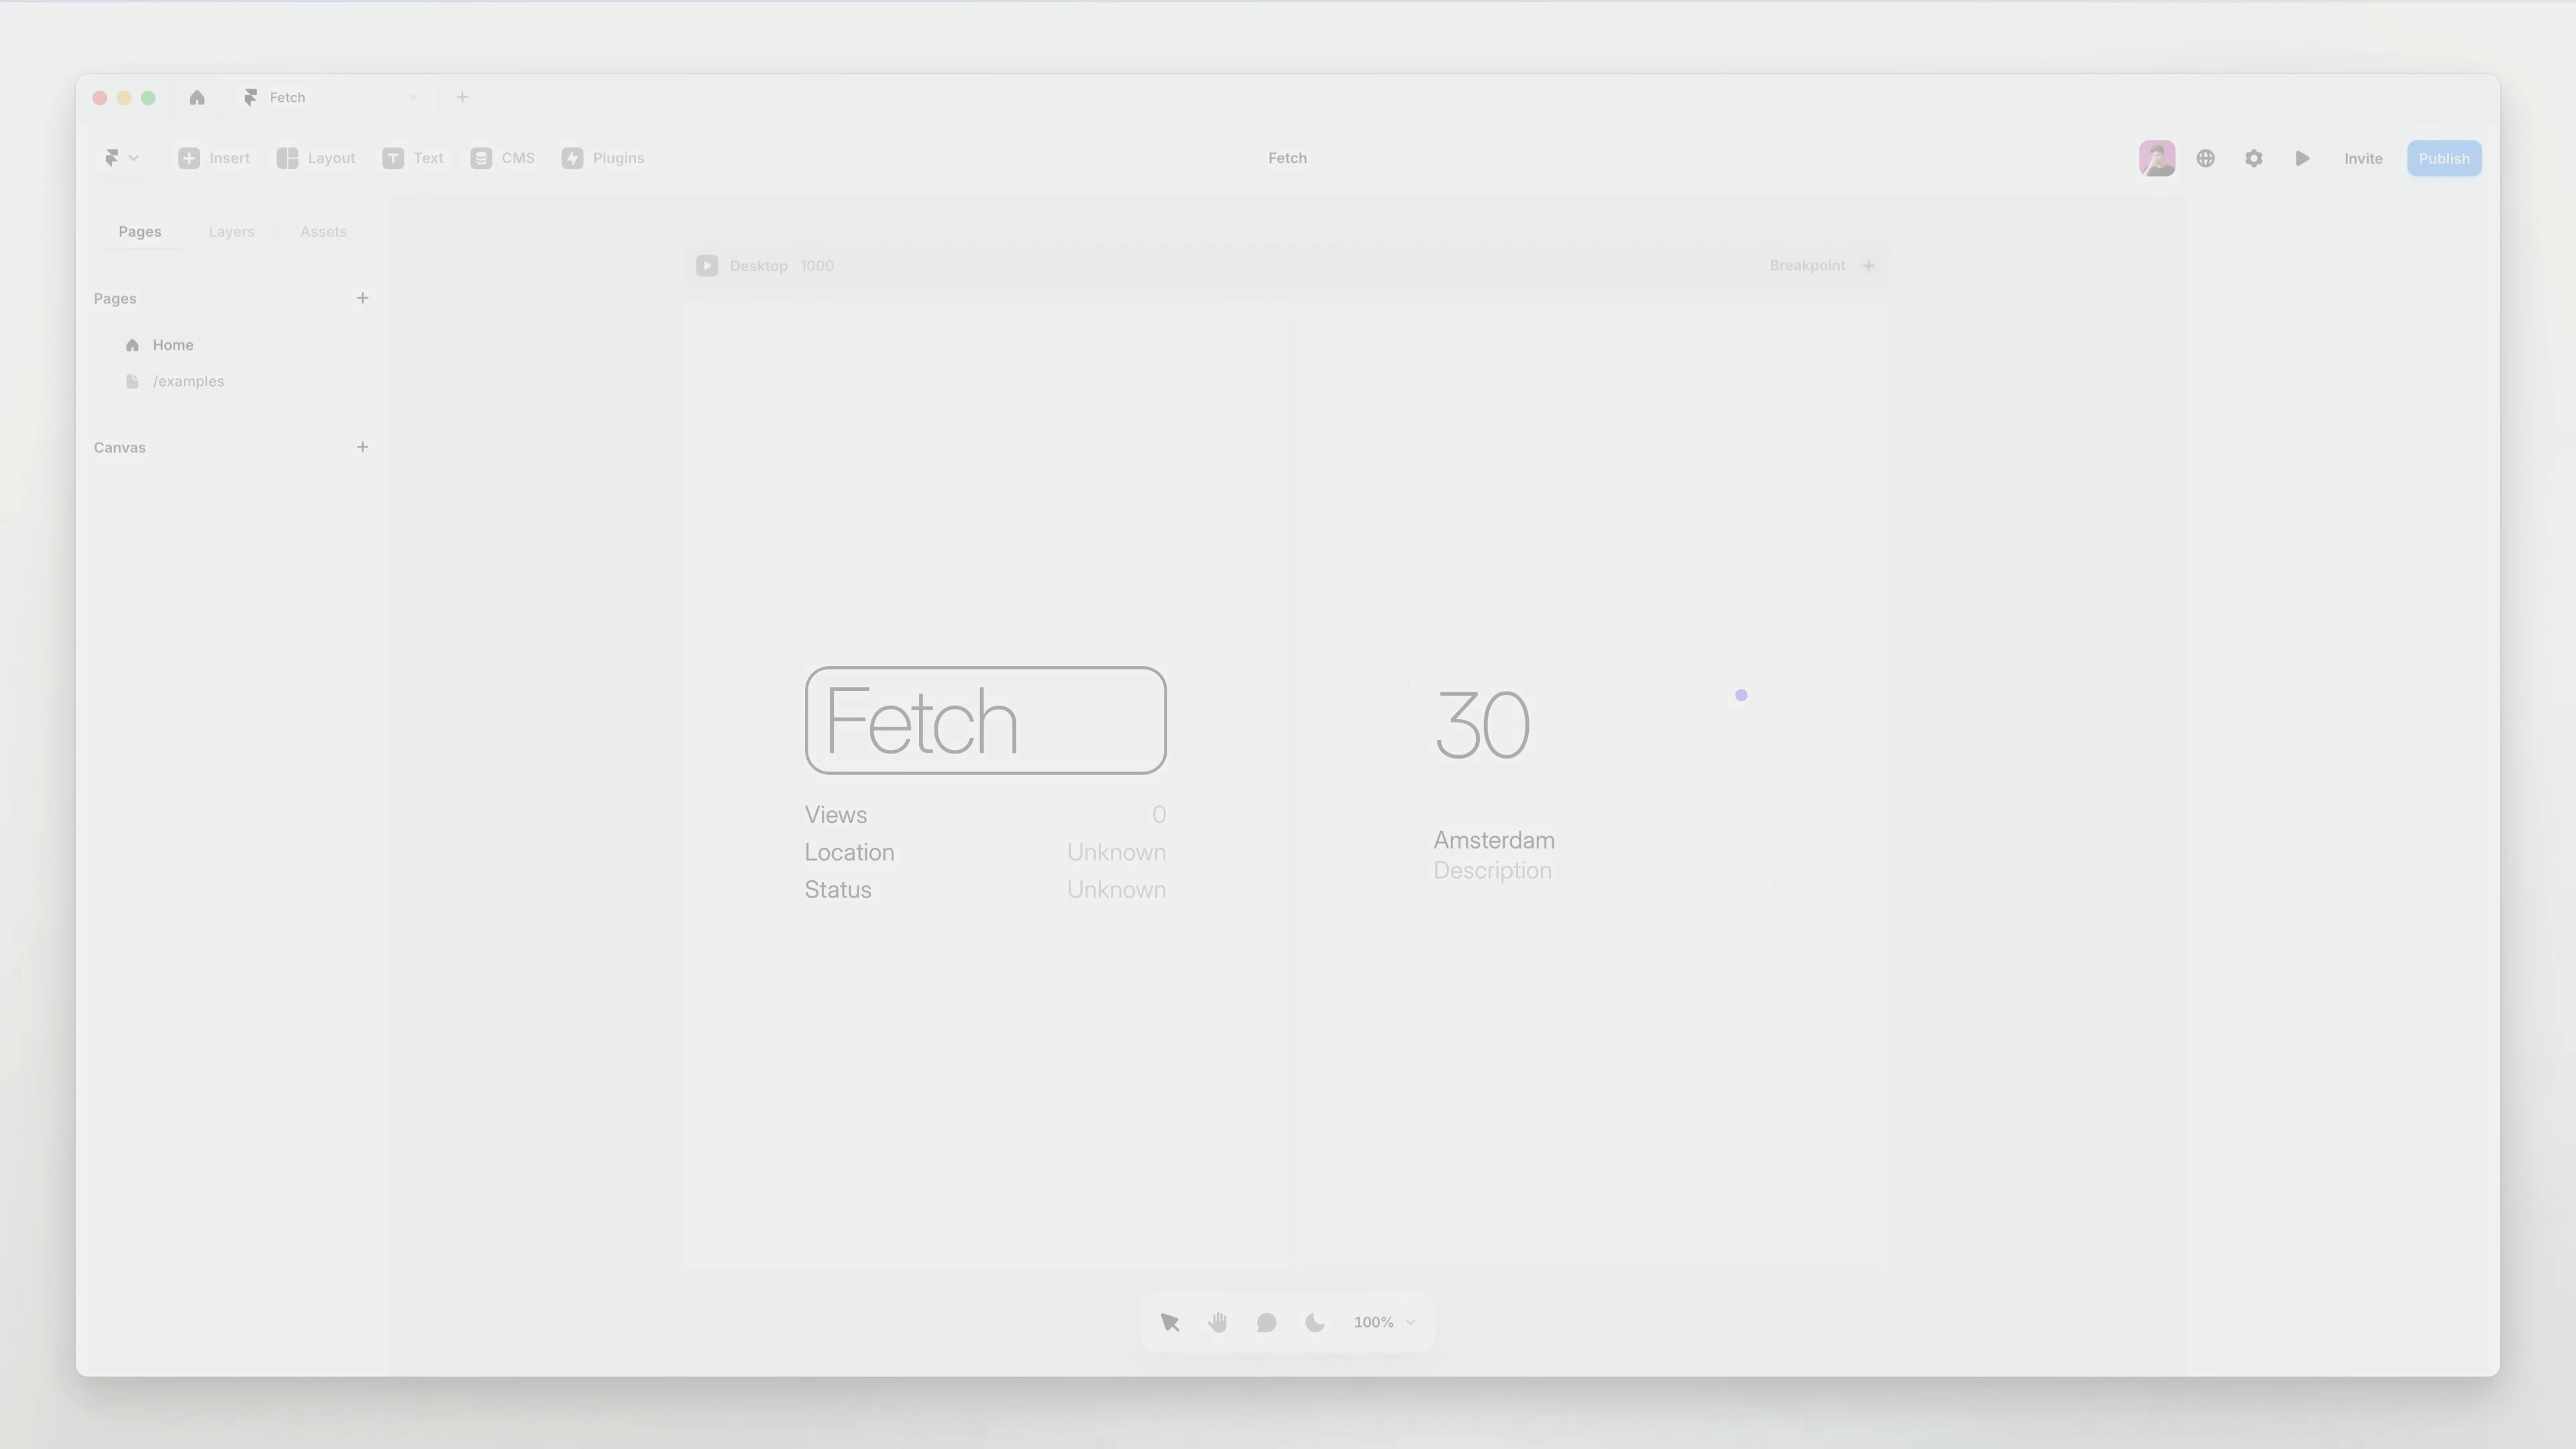 Fetch
Insert
Layout
Text
CMS
Plugins
Fetch
Invite
Publish
Pages
Layers
Assets
Pages
Home
/examples
Canvas
Desktop 1000
Breakpoint
Fetch
Views 0
Location Unknown
Status Unknown
30
Amsterdam
Description
100%